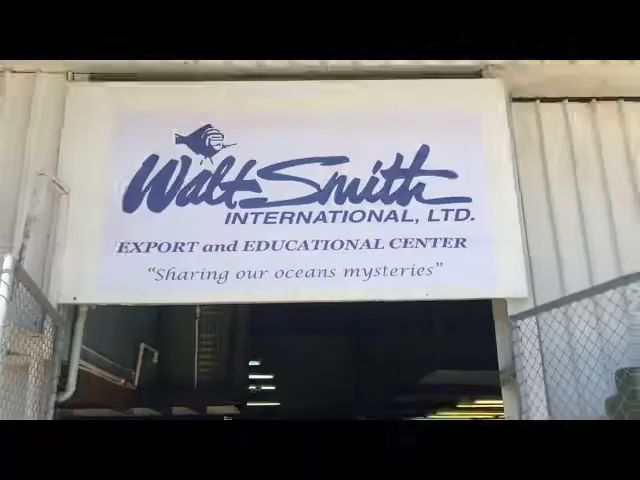 Walt Smith
INTERNATIONAL, LTD.
EXPORT and EDUCATIONAL CENTER
"Sharing our oceans mysteries"